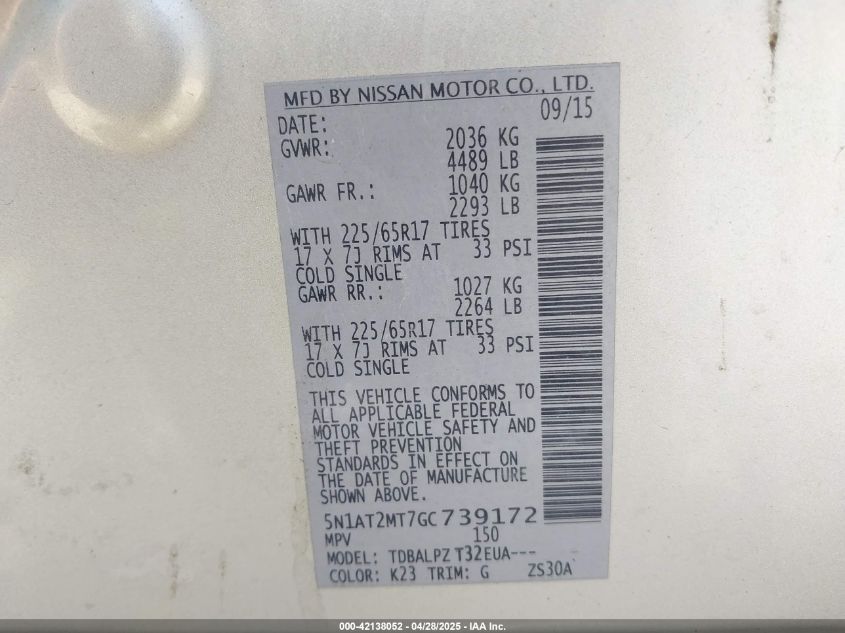 MFD BY NISSAN MOTOR CO., LTD.
DATE: 09/15
GVWR: 2036 KG
4489 LB
GAWR FR.: 1040 KG
2293 LB
WITH 225/65R17 TIRES
17 X 7J RIMS AT 33 PSI
COLD SINGLE
GAWR RR.: 1027 KG
2264 LB
WITH 225/65R17 TIRES
17 X 7J RIMS AT 33 PSI
COLD SINGLE
THIS VEHICLE CONFORMS TO
ALL APPLICABLE FEDERAL
MOTOR VEHICLE SAFETY AND
THEFT PREVENTION
STANDARDS IN EFFECT ON
THE DATE OF MANUFACTURE
SHOWN ABOVE.
5N1AT2MT7GC739172
MPV 150
MODEL: TDBALPZ T32EUA--- -
COLOR: K23 TRIM: G ZS30A
000-42138052 - 04/28/2025 - IAA Inc.